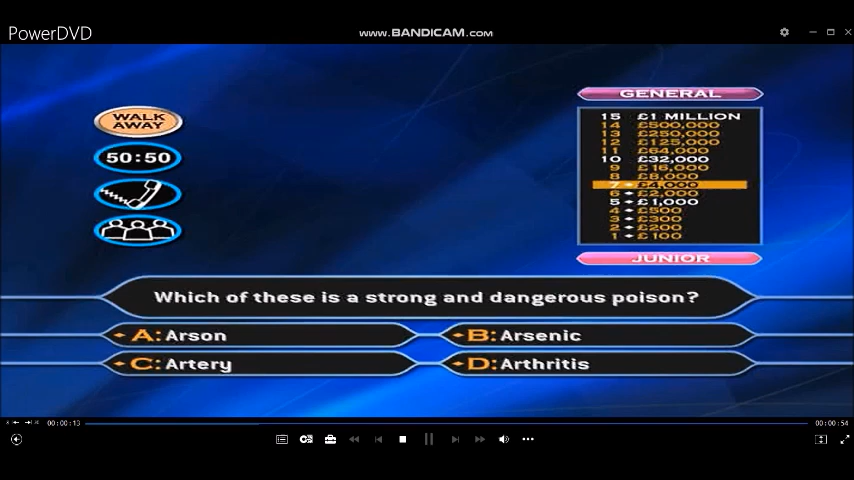 PowerDVD
www.BANDICAM.com
WALK
AWAY
50:50
GENERAL
15 £1 MILLION
14 £500,000
13 £250,000
12 £125,000
11 £64,000
10 £32,000
9 £16,000
8 £8,000
7 £4,000
6 £2,000
5 £1,000
4 £500
3 £300
2 £200
1 £100
JUNIOR
Which of these is a strong and dangerous poison?
A: Arson
B: Arsenic
C: Artery
D: Arthritis
00:00:13
00:00:54